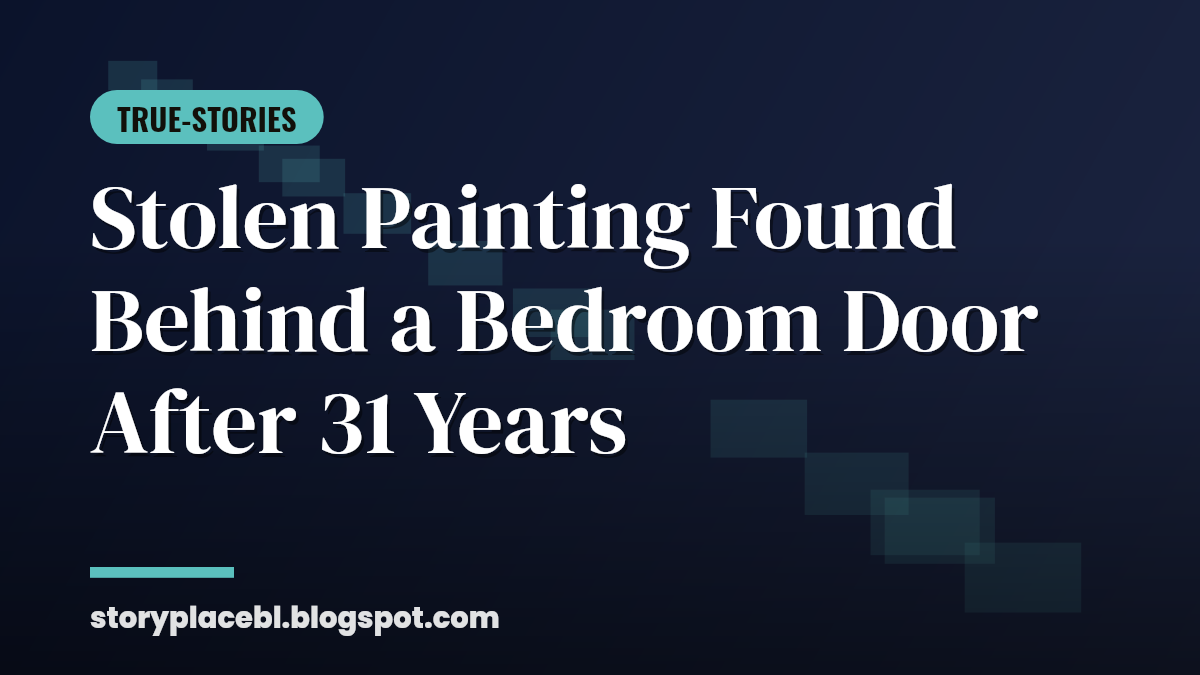 TRUE-STORIES
Stolen Painting Found
Behind a Bedroom Door
After 31 Years
storyplacebl.blogspot.com